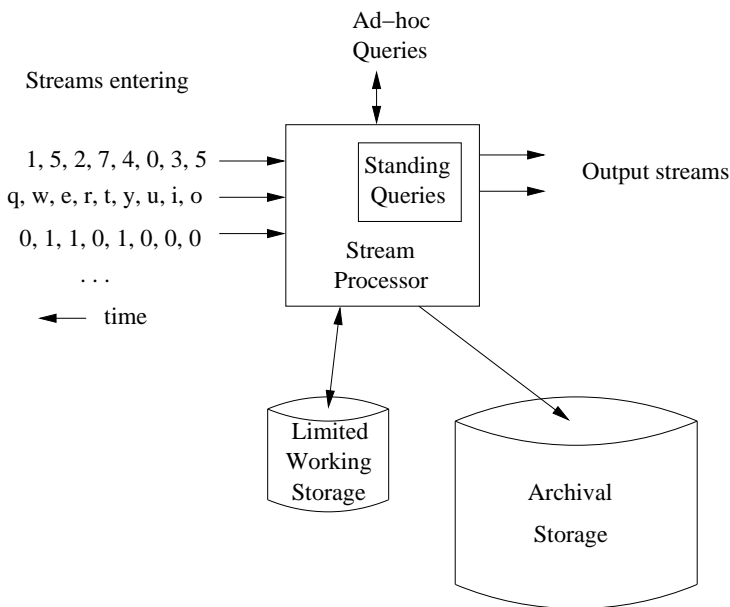 Ad−hoc
Queries
Streams entering
1, 5, 2, 7, 4, 0, 3, 5
q, w, e, r, t, y, u, i, o
0, 1, 1, 0, 1, 0, 0, 0
. . .
time
Standing
Queries
Stream
Processor
Output streams
Limited
Working
Storage
Archival
Storage